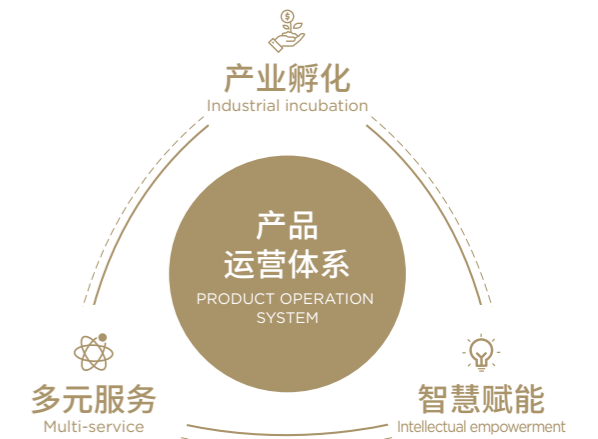 产业孵化
Industrial incubation
产品
运营体系
PRODUCT OPERATION
SYSTEM
多元服务
Multi-service
智慧赋能
Intellectual empowerment